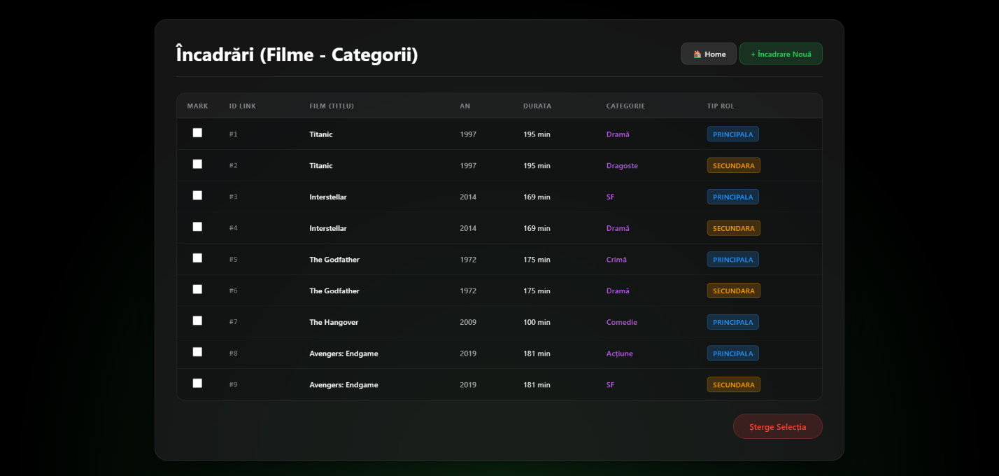 Încadrări (Filme - Categorii)
Home
+ Încadrare Nouă
MARK ID LINK FILM (TITLU) AN DURATA CATEGORIE TIP ROL
#1 Titanic 1997 195 min Dramă PRINCIPALA
#2 Titanic 1997 195 min Dragoste SECUNDARA
#3 Interstellar 2014 169 min SF PRINCIPALA
#4 Interstellar 2014 169 min Dramă SECUNDARA
#5 The Godfather 1972 175 min Crimă PRINCIPALA
#6 The Godfather 1972 175 min Dramă SECUNDARA
#7 The Hangover 2009 100 min Comedie PRINCIPALA
#8 Avengers: Endgame 2019 181 min Acțiune PRINCIPALA
#9 Avengers: Endgame 2019 181 min SF SECUNDARA
Șterge Selecția